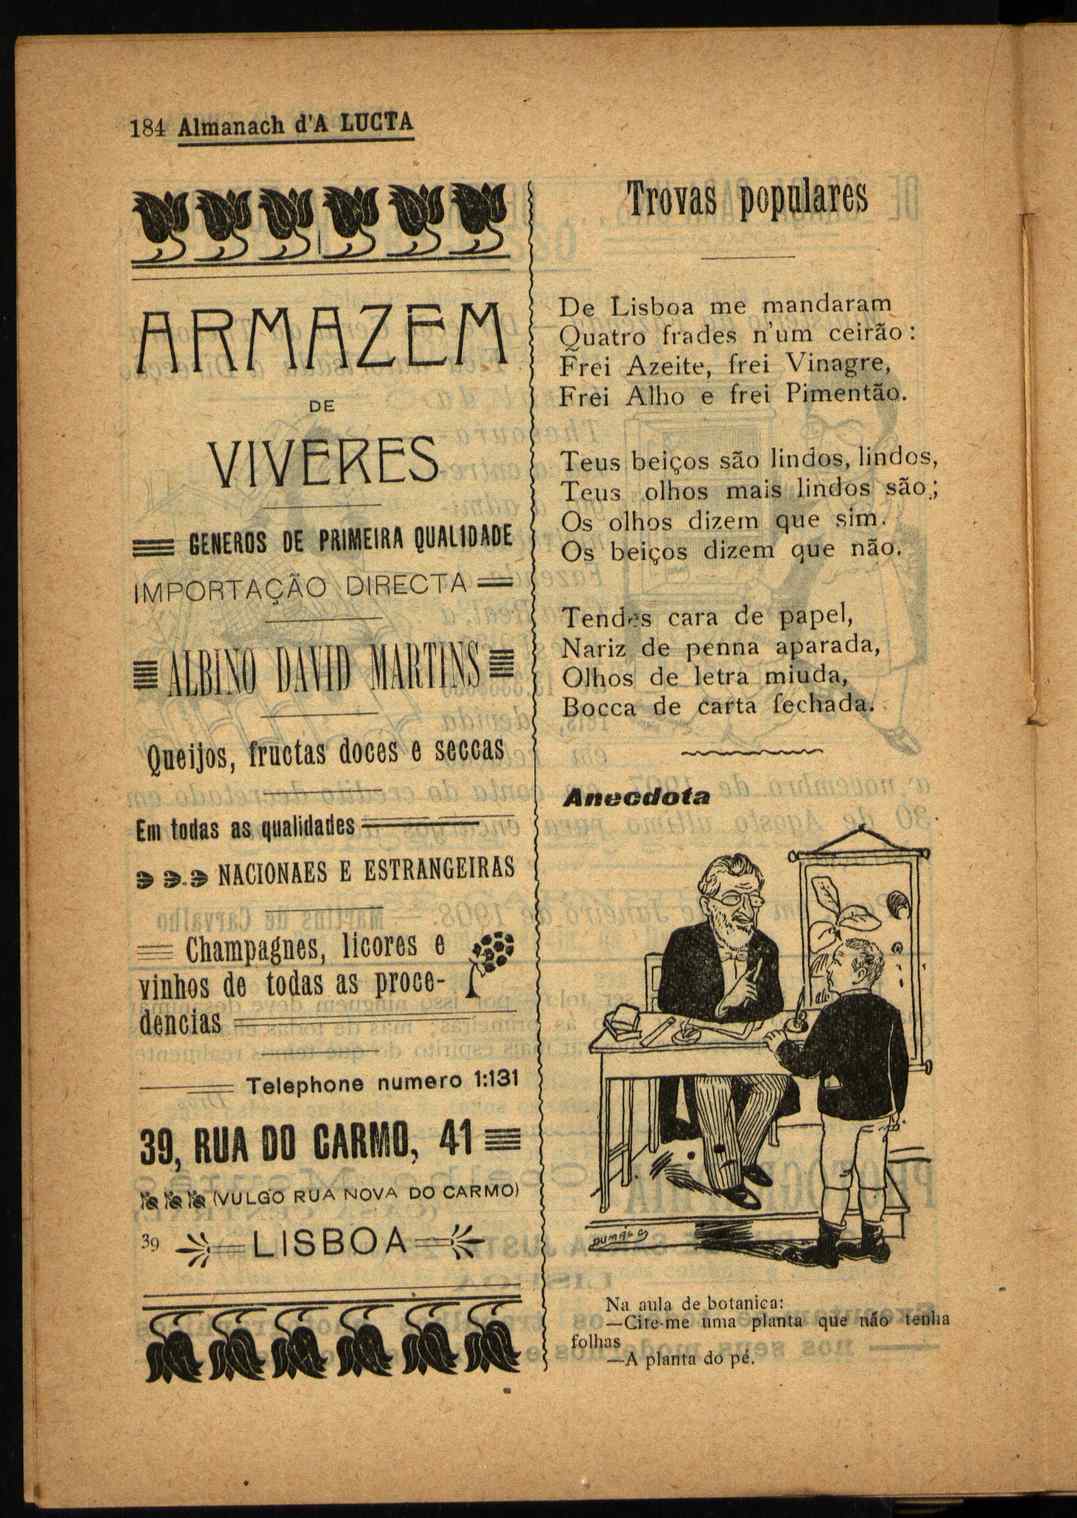 184 Almanach d'A LUCTA
ARMAZEM
DE
VIVERES
GENEROS DE PRIMEIRA QUALIDADE
IMPORTAÇÃO DIRECTA
ALBINO DAVID MARTINS
Queijos, fructas doces e seccas
Em todas as qualidades
NACIONAES E ESTRANGEIRAS
Champagnes, licores e
vinhos de todas as proce-
dencias
Telephone numero 1:131
39, RUA DO CARMO, 41
(VULGO RUA NOVA DO CARMO)
39 LISBOA
Trovas populares
De Lisboa me mandaram
Quatro frades n'um ceirão:
Frei Azeite, frei Vinagre,
Frei Alho e frei Pimentão.
Teus beiços são lindos, lindos,
Teus olhos mais lindos são;
Os olhos dizem que sim.
Os beiços dizem que não.
Tendes cara de papel,
Nariz de penna aparada,
Olhos de letra miuda,
Bocca de carta fechada.
Anecdota
Na aula de botanica:
—Cite-me uma planta que não tenha
folhas
—A planta do pé.